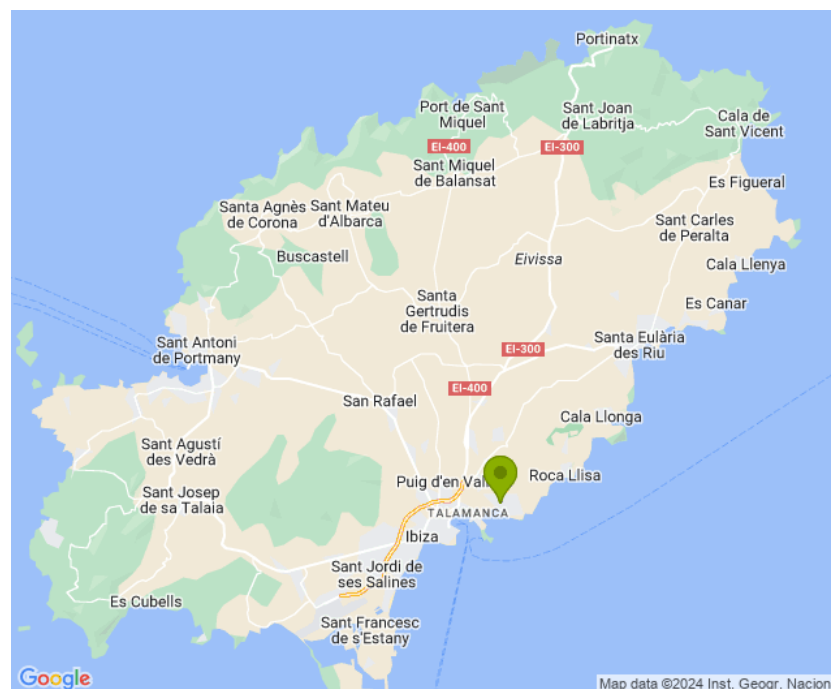 Portinatx
Port de Sant
Miquel
Sant Joan
de Labritja
Cala de
Sant Vicent
EI-400
EI-300
Sant Miquel
de Balansat
Es Figueral
Santa Agnès
de Corona
Sant Mateu
d'Albarca
Sant Carles
de Peralta
Buscastell
Eivissa
Cala Llenya
Santa
Gertrudis
de Fruitera
Es Canar
Sant Antoni
de Portmany
Santa Eulària
des Riu
EI-300
EI-400
San Rafael
Cala Llonga
Sant Agustí
des Vedrà
Puig d'en Val
Roca Llisa
Sant Josep
de sa Talaia
TALAMANCA
Ibiza
Sant Jordi de
ses Salines
Es Cubells
Sant Francesc
de s'Estany
Google
Map data ©2024 Inst. Geogr. Nacion